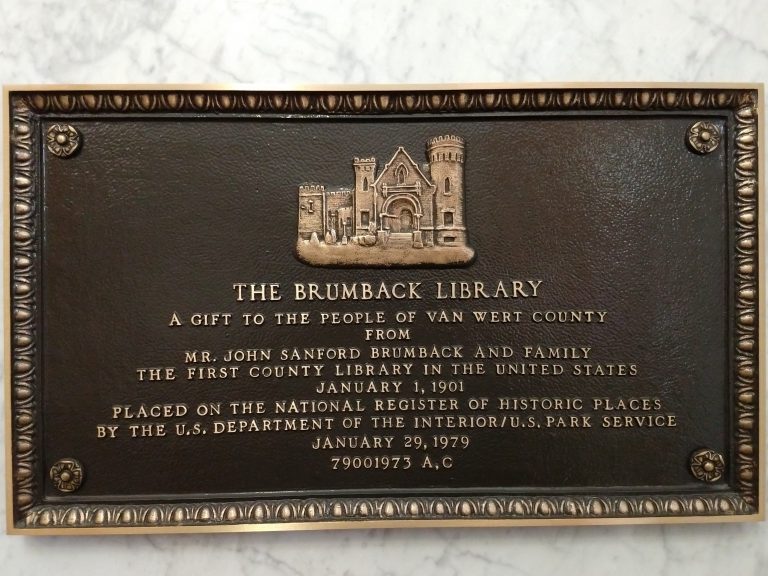 THE BRUMBACK LIBRARY
A GIFT TO THE PEOPLE OF VAN WERT COUNTY
FROM
MR. JOHN SANFORD BRUMBACK AND FAMILY
THE FIRST COUNTY LIBRARY IN THE UNITED STATES
JANUARY 1, 1901
PLACED ON THE NATIONAL REGISTER OF HISTORIC PLACES
BY THE U.S. DEPARTMENT OF THE INTERIOR/U.S. PARK SERVICE
JANUARY 29, 1979
79001973 A,C